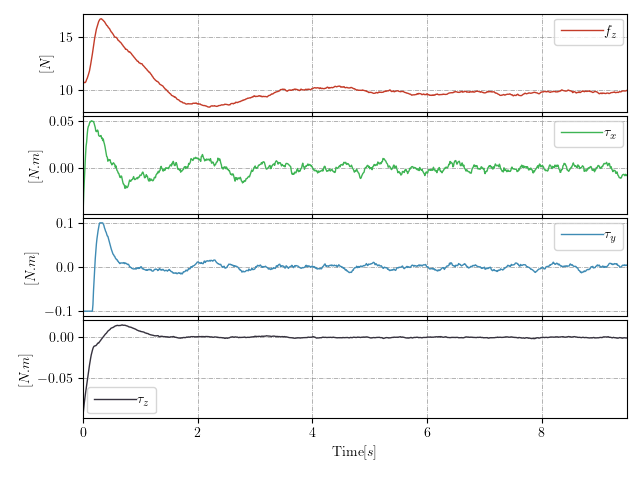 15
10
[N]
f_z
0.05
0.00
[N.m]
τ_x
0.1
0.0
−0.1
[N.m]
τ_y
0.00
−0.05
[N.m]
τ_z
0 2 4 6 8
Time[s]